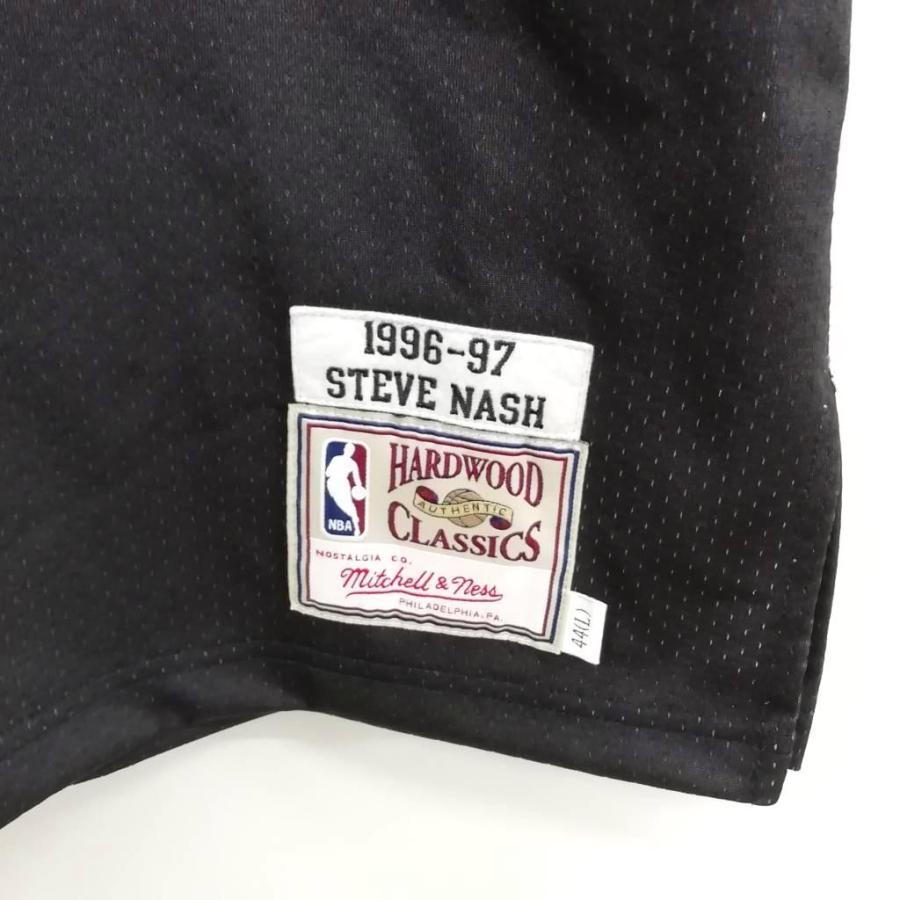 1996-97
STEVE NASH
NBA
HARDWOOD
AUTHENTIC
CLASSICS
NOSTALGIA CO.
Mitchell & Ness
PHILADELPHIA, PA.
44(L)